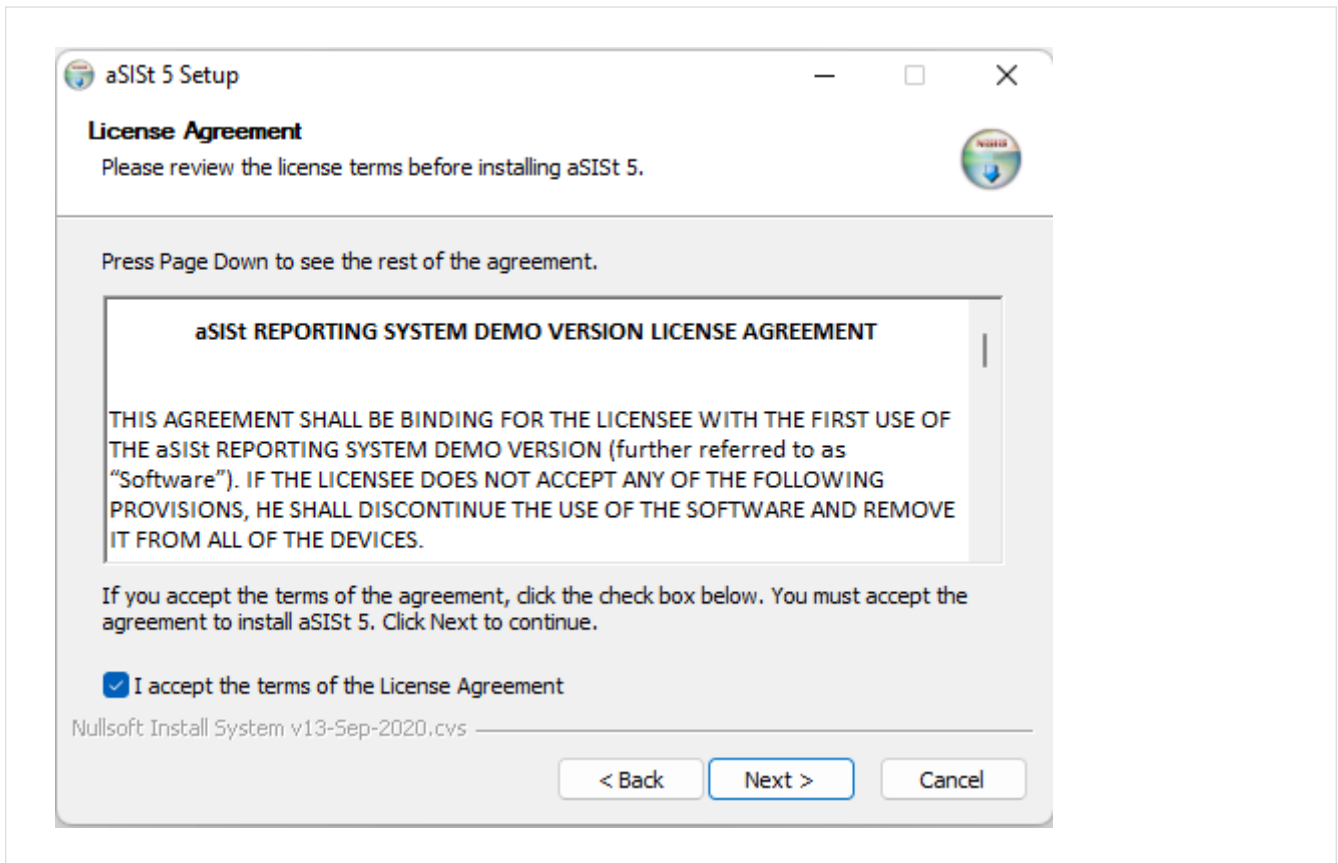 aSISt 5 Setup
License Agreement
Please review the license terms before installing aSISt 5.
NSIS
Press Page Down to see the rest of the agreement.
aSISt REPORTING SYSTEM DEMO VERSION LICENSE AGREEMENT
THIS AGREEMENT SHALL BE BINDING FOR THE LICENSEE WITH THE FIRST USE OF
THE aSISt REPORTING SYSTEM DEMO VERSION (further referred to as
“Software”). IF THE LICENSEE DOES NOT ACCEPT ANY OF THE FOLLOWING
PROVISIONS, HE SHALL DISCONTINUE THE USE OF THE SOFTWARE AND REMOVE
IT FROM ALL OF THE DEVICES.
If you accept the terms of the agreement, click the check box below. You must accept the
agreement to install aSISt 5. Click Next to continue.
I accept the terms of the License Agreement
Nullsoft Install System v13-Sep-2020.cvs
< Back Next > Cancel